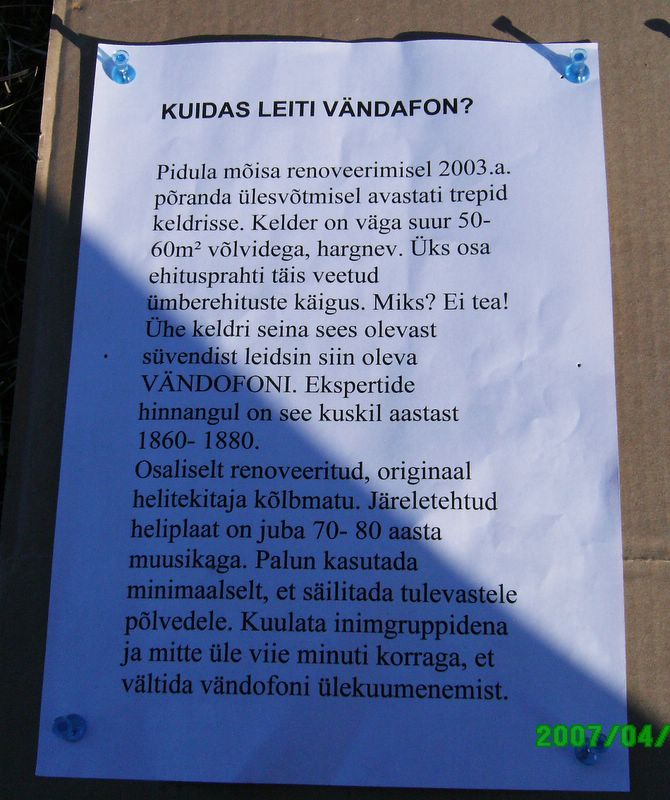 KUIDAS LEITI VÄNDAFON?
Pidula mõisa renoveerimisel 2003.a.
põranda ülesvõtmisel avastati trepid
keldrisse. Kelder on väga suur 50-
60m² võlvidega, hargnev. Üks osa
ehitusprahti täis veetud
ümberehituste käigus. Miks? Ei tea!
Ühe keldri seina sees olevast
süvendist leidsin siin oleva
VÄNDOFONI. Ekspertide
hinnangul on see kuskil aastast
1860- 1880.
Osaliselt renoveeritud, originaal
helitekitaja kõlbmatu. Järeletehtud
heliplaat on juba 70- 80 aasta
muusikaga. Palun kasutada
minimaalselt, et säilitada tulevastele
põlvedele. Kuulata inimgruppidena
ja mitte üle viie minuti korraga, et
vältida vändofoni ülekuumenemist.
2007/04/